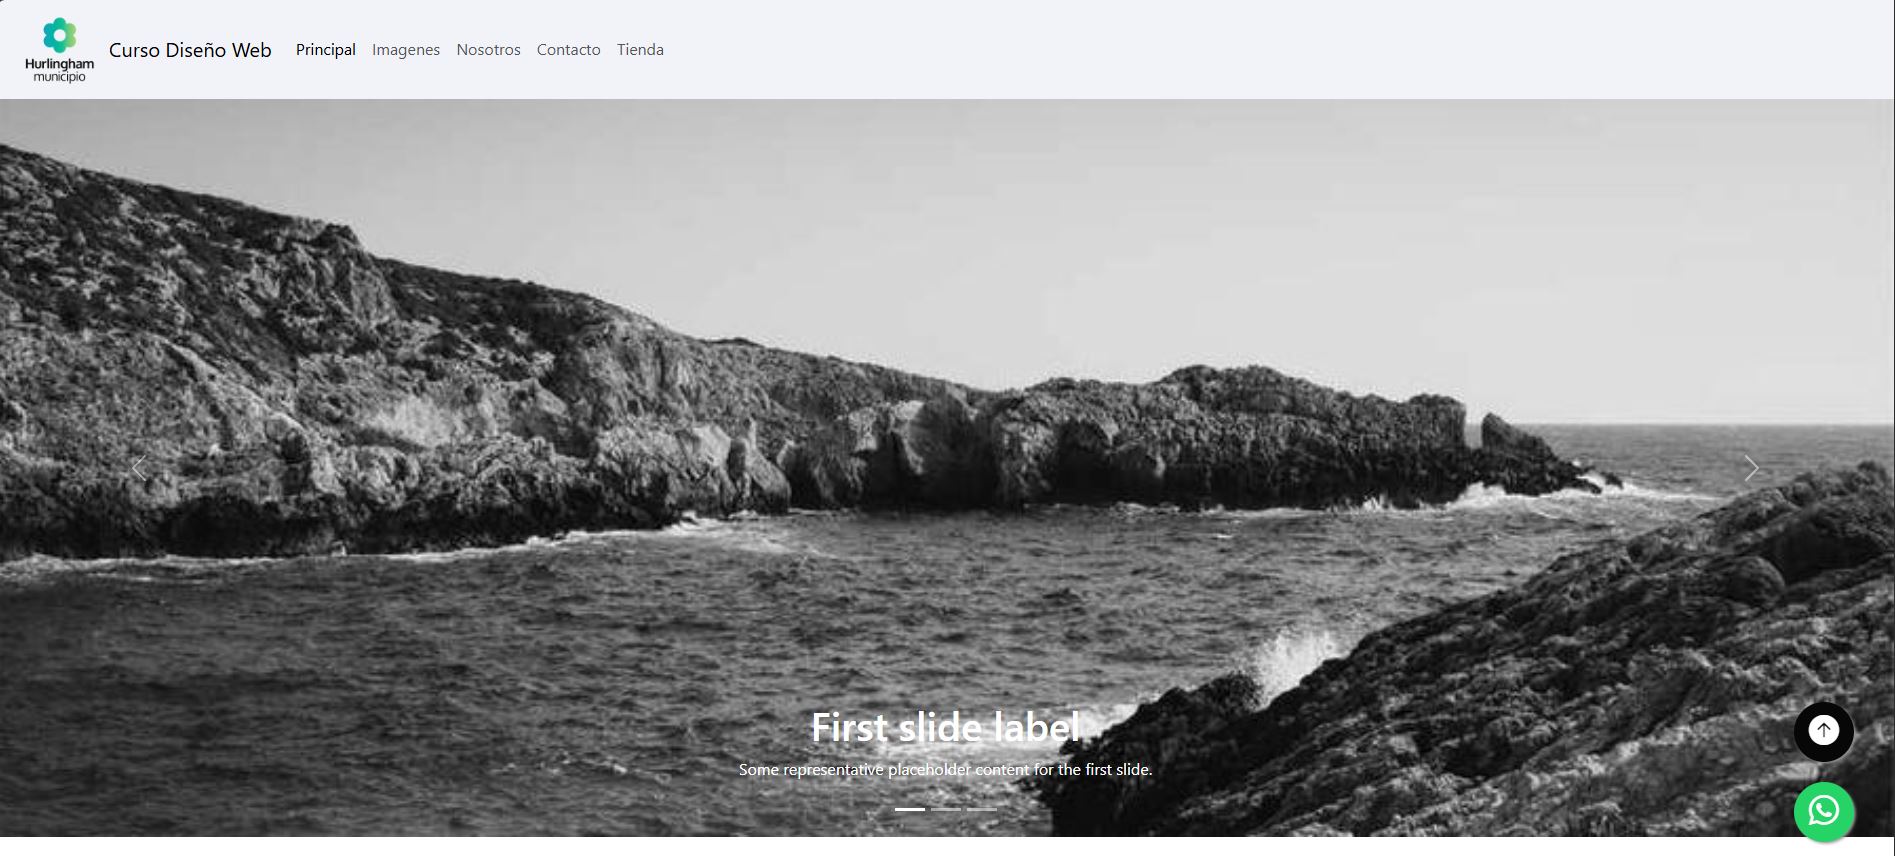 Hurlingham
municipio
Curso Diseño Web
Principal
Imagenes
Nosotros
Contacto
Tienda
First slide label
Some representative placeholder content for the first slide.